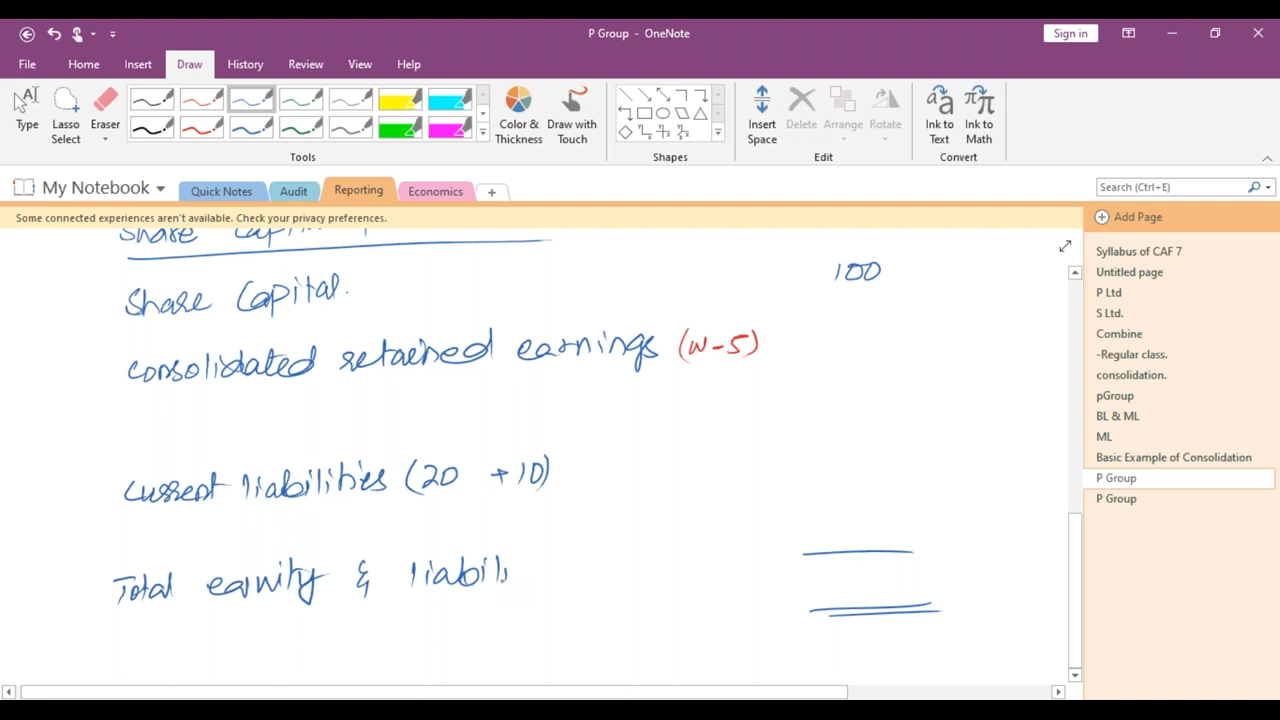 P Group - OneNote
Sign in
File Home Insert Draw History Review View Help
Type
Lasso Select
Eraser
Color & Thickness
Draw with Touch
Insert Space
Delete
Arrange
Rotate
Ink to Text
Ink to Math
Tools
Shapes
Edit
Convert
My Notebook
Quick Notes
Audit
Reporting
Economics
Search (Ctrl+E)
Some connected experiences aren't available. Check your privacy preferences.
Add Page
Syllabus of CAF 7
Untitled page
P Ltd
S Ltd.
Combine
-Regular class.
consolidation.
pGroup
BL & ML
ML
Basic Example of Consolidation
P Group
P Group
Share
100
Share Capital.
consolidated retained earnings (W-5)
Current liabilities (20 +10)
Total & liabili